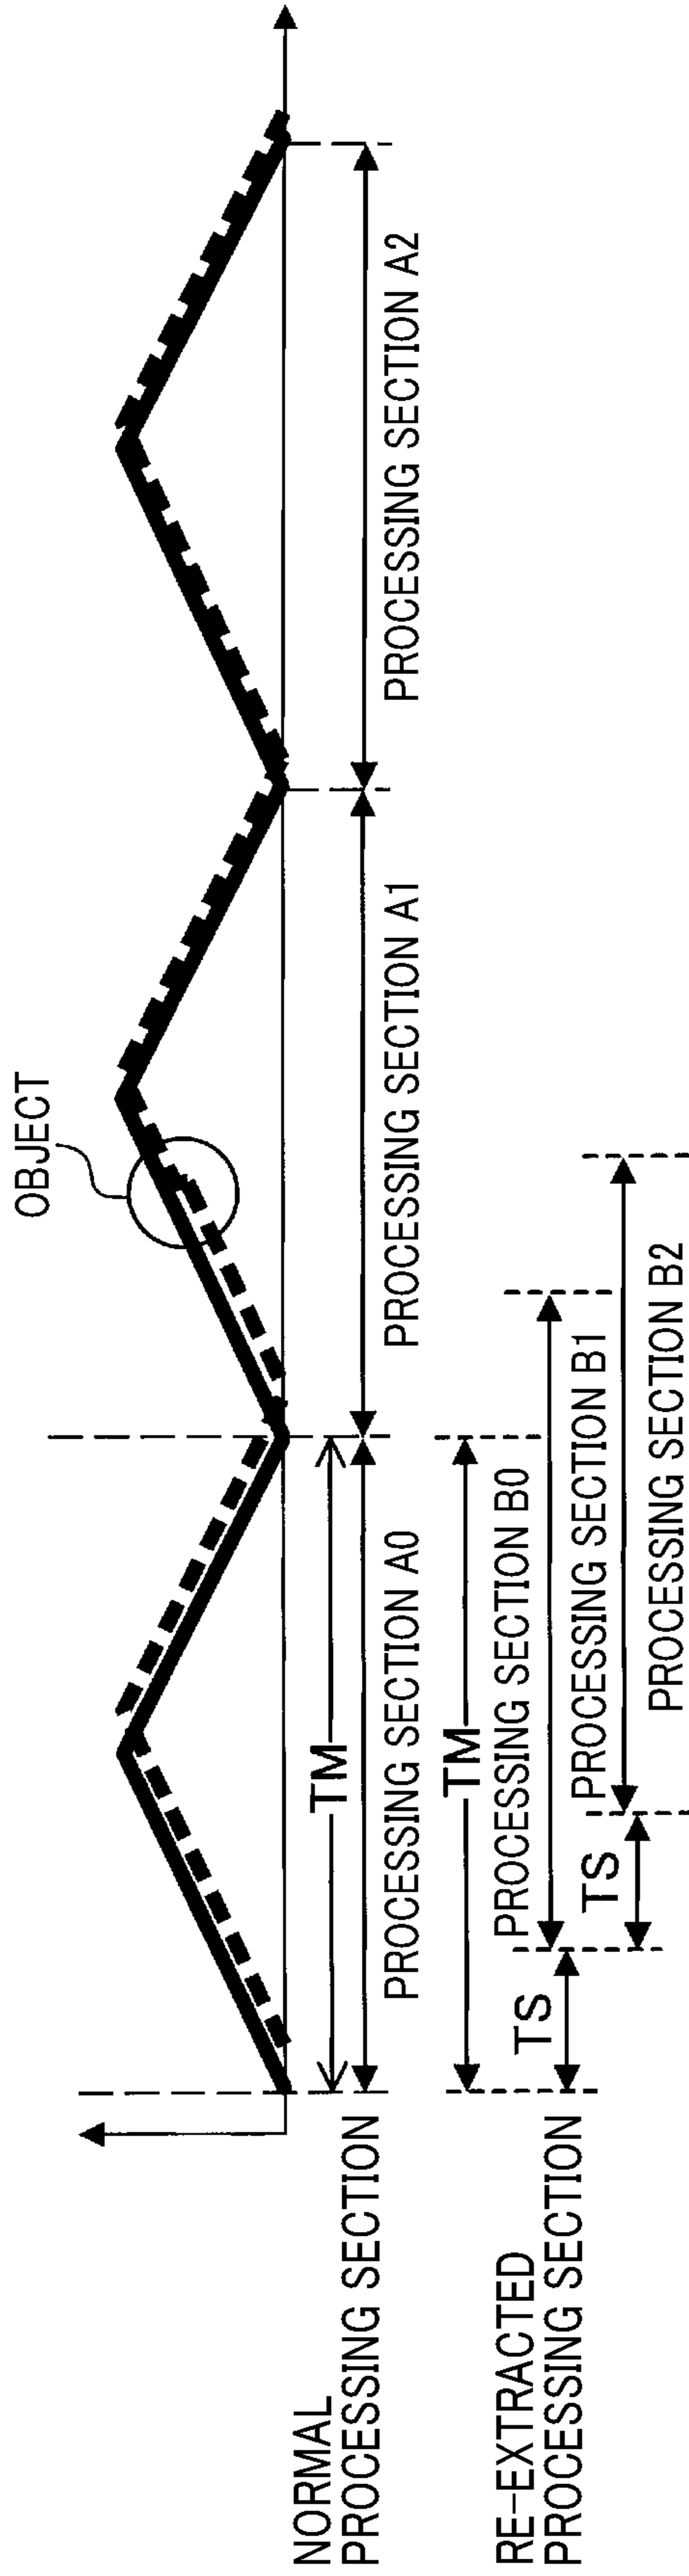 OBJECT
NORMAL
PROCESSING SECTION
TM
PROCESSING SECTION A0
PROCESSING SECTION A1
PROCESSING SECTION A2
RE-EXTRACTED
PROCESSING SECTION
TM
PROCESSING SECTION B0
TS
PROCESSING SECTION B1
TS
PROCESSING SECTION B2